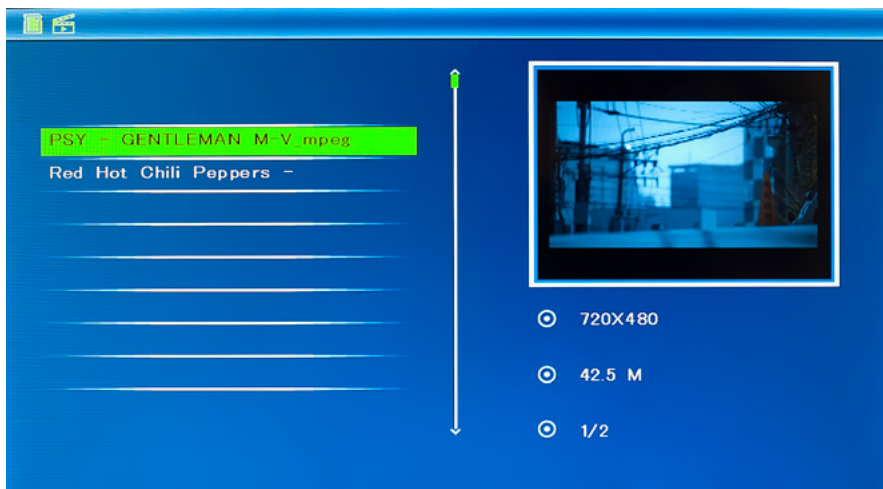 PSY - GENTLEMAN M-V_mpeg
Red Hot Chili Peppers -
720X480
42.5 M
1/2